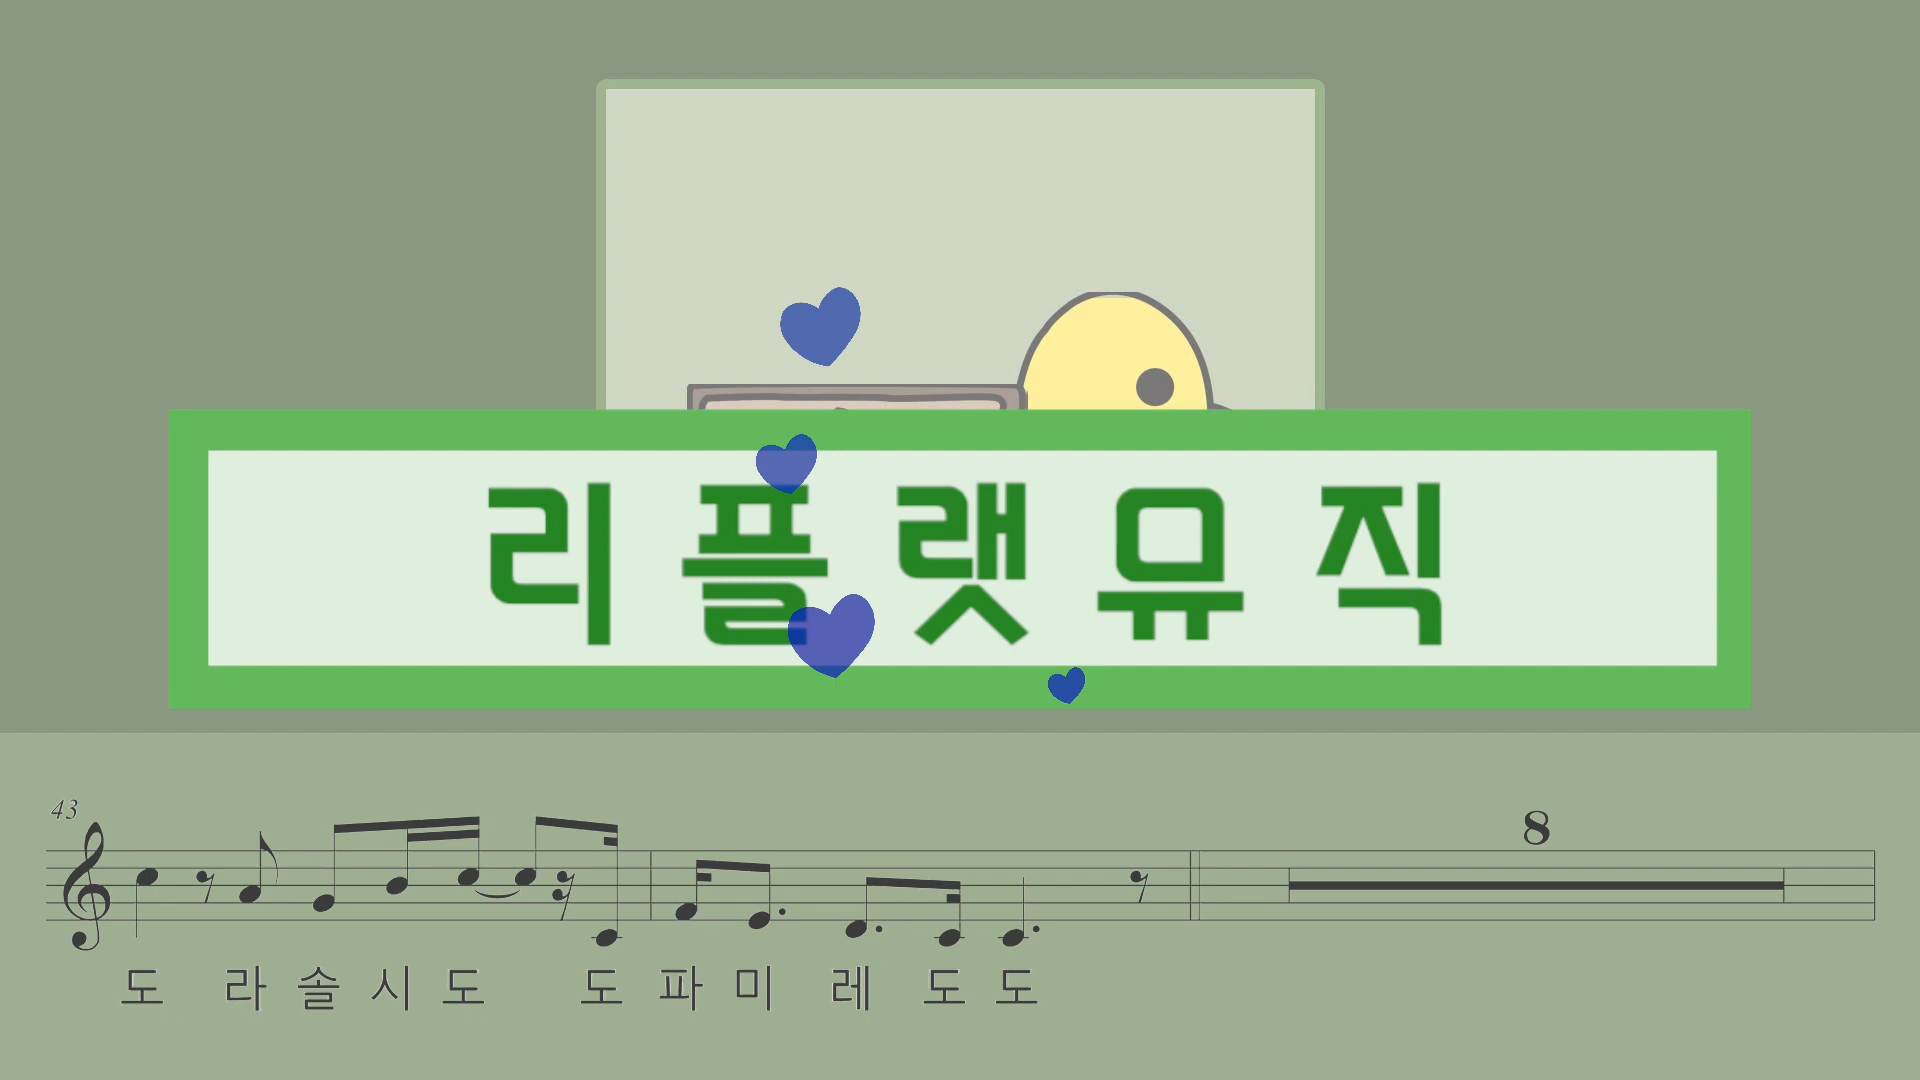 리플랫뮤직
43
8
도 라 솔 시 도 도 파 미 레 도 도